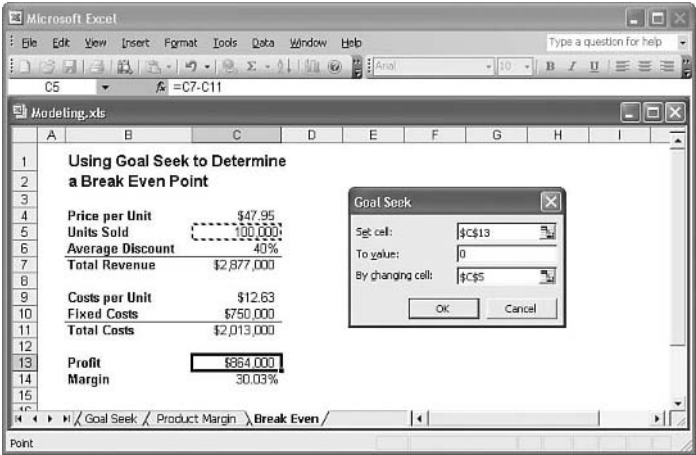 Microsoft Excel
File Edit View Insert Format Tools Data Window Help Type a question for help
Arial 10 B I U
C5 fx =C7-C11
Modeling.xls
A B C D E F G H I
1 Using Goal Seek to Determine
2 a Break Even Point
3
4 Price per Unit $47.95
5 Units Sold 100,000
6 Average Discount 40%
7 Total Revenue $2,877,000
8
9 Costs per Unit $12.63
10 Fixed Costs $750,000
11 Total Costs $2,013,000
12
13 Profit $864,000
14 Margin 30.03%
15
16
Goal Seek
Set cell: $C$13
To value: 0
By changing cell: $C$5
OK Cancel
Goal Seek Product Margin Break Even
Point